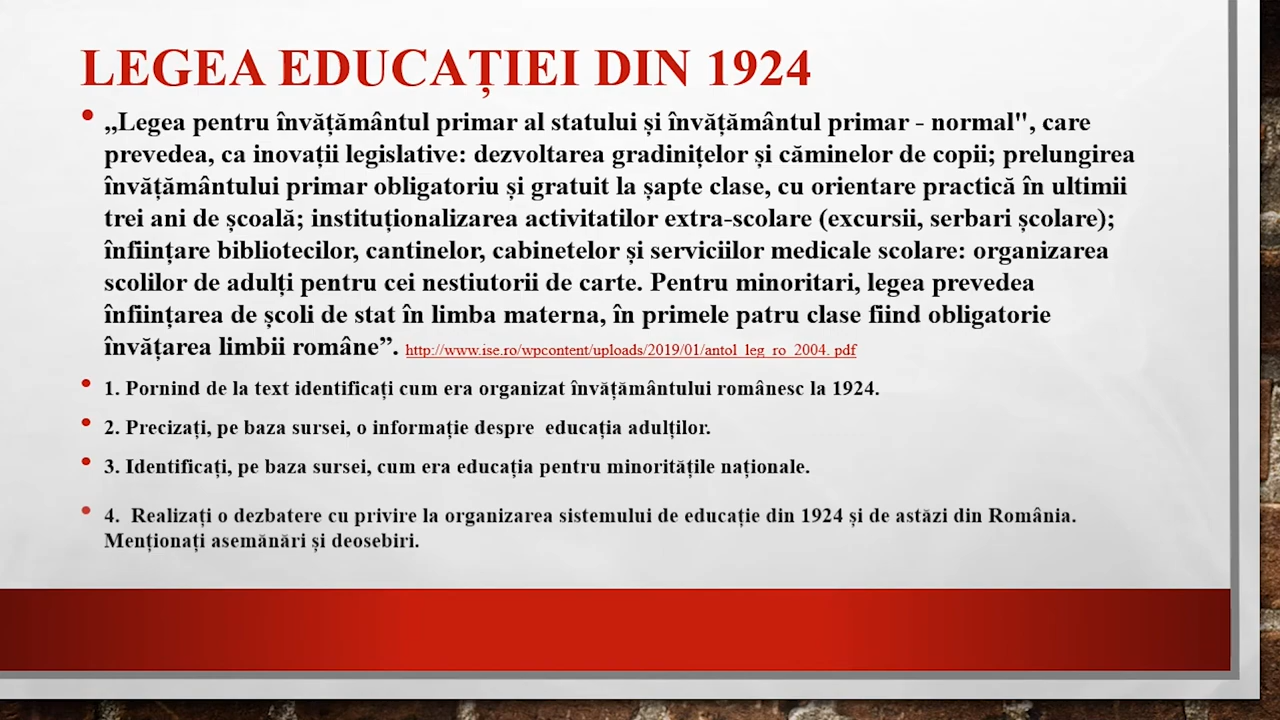 LEGEA EDUCAȚIEI DIN 1924
• „Legea pentru învățământul primar al statului și învățământul primar - normal", care
prevedea, ca inovații legislative: dezvoltarea gradinițelor și căminelor de copii; prelungirea
învățământului primar obligatoriu și gratuit la șapte clase, cu orientare practică în ultimii
trei ani de școală; instituționalizarea activitatilor extra-scolare (excursii, serbari școlare);
înființare bibliotecilor, cantinelor, cabinetelor și serviciilor medicale scolare: organizarea
scolilor de adulți pentru cei nestiutorii de carte. Pentru minoritari, legea prevedea
înființarea de școli de stat în limba materna, în primele patru clase fiind obligatorie
învățarea limbii române”. http://www.ise.ro/wpcontent/uploads/2019/01/antol_leg_ro_2004. pdf
• 1. Pornind de la text identificați cum era organizat învățământului românesc la 1924.
• 2. Precizați, pe baza sursei, o informație despre  educația adulților.
• 3. Identificați, pe baza sursei, cum era educația pentru minoritățile naționale.
• 4.  Realizați o dezbatere cu privire la organizarea sistemului de educație din 1924 și de astăzi din România.
Menționați asemănări și deosebiri.